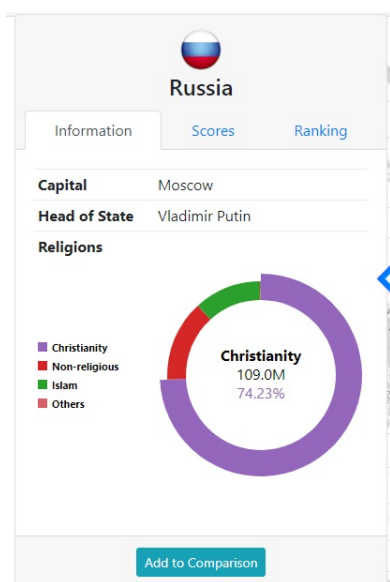 Russia
Information Scores Ranking
Capital Moscow
Head of State Vladimir Putin
Religions
Christianity
Non-religious
Islam
Others
Christianity
109.0M
74.23%
Add to Comparison